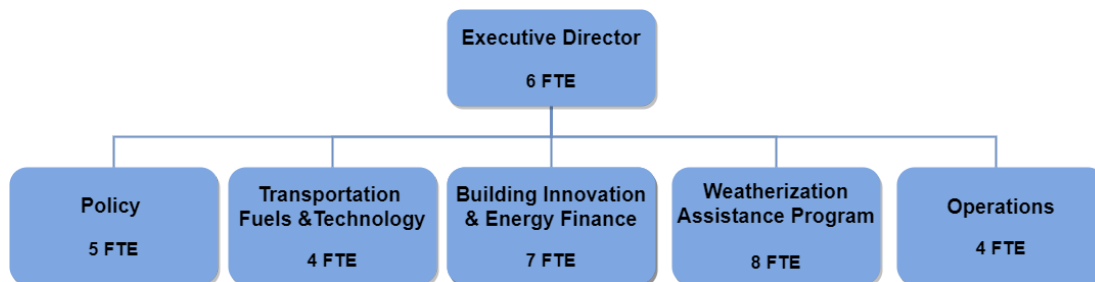 Executive Director
6 FTE
Policy
5 FTE
Transportation
Fuels &Technology
4 FTE
Building Innovation
& Energy Finance
7 FTE
Weatherization
Assistance Program
8 FTE
Operations
4 FTE